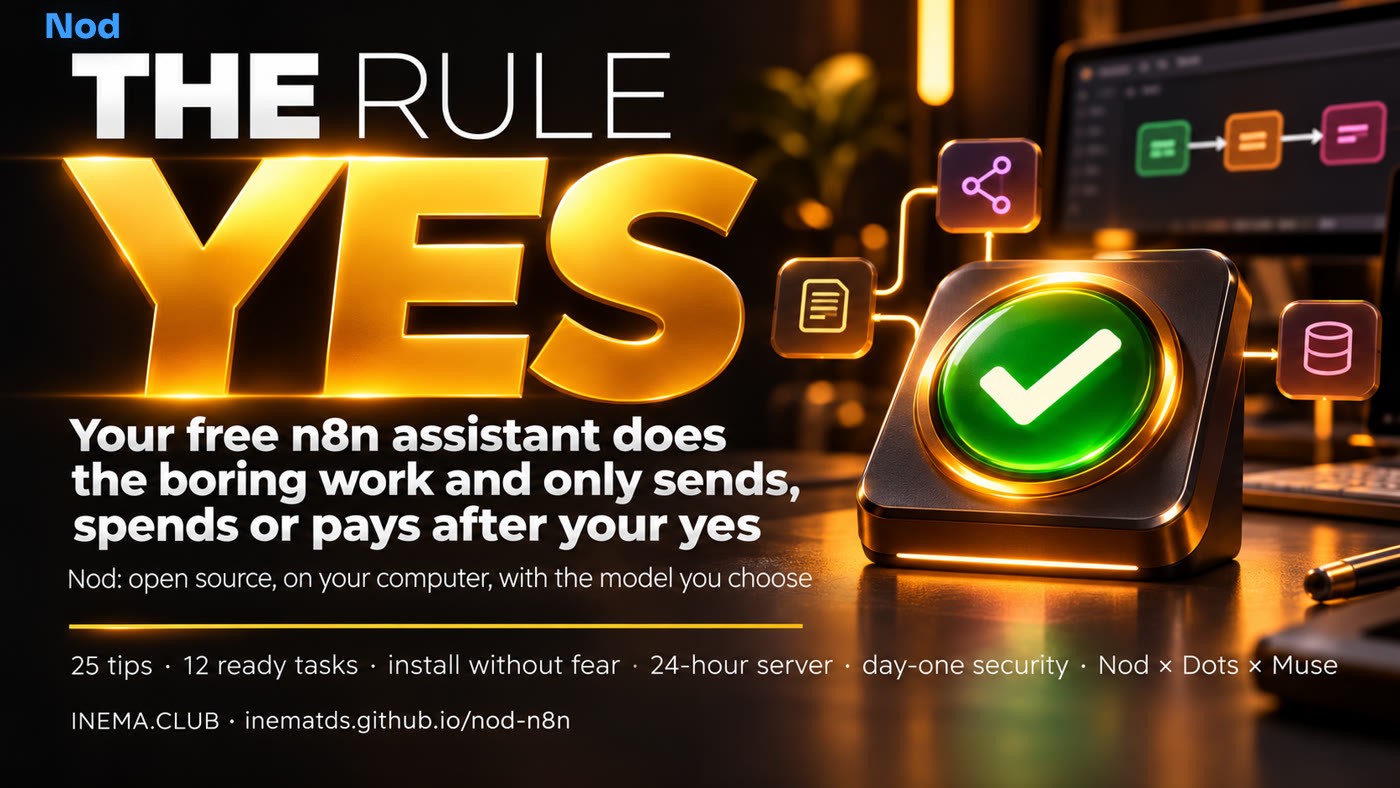 Nod
THE RULE
YES
Your free n8n assistant does
the boring work and only sends,
spends or pays after your yes
Nod: open source, on your computer, with the model you choose
25 tips · 12 ready tasks · install without fear · 24-hour server · day-one security · Nod × Dots × Muse
INEMA.CLUB · inematds.github.io/nod-n8n